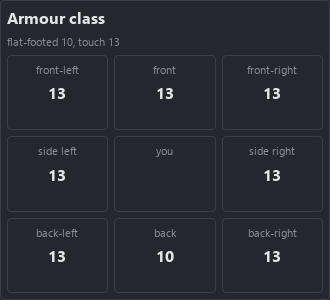 Armour class
flat-footed 10, touch 13
front-left front front-right
13 13 13
side left you side right
13 13
back-left back back-right
13 10 13